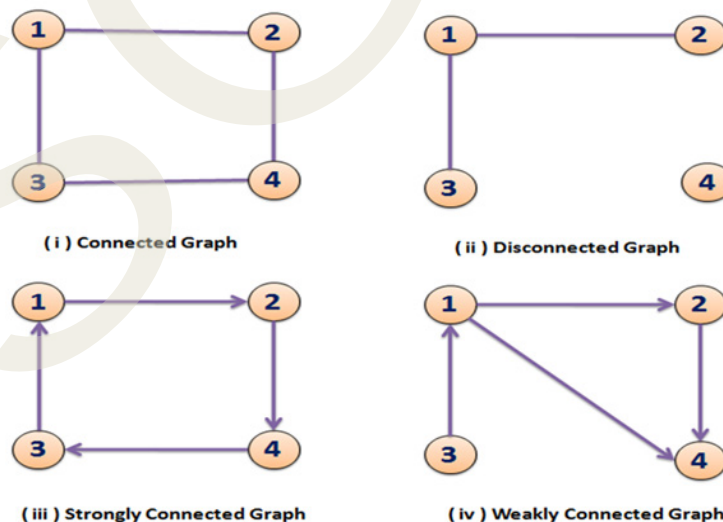 1 2
3 4
( i ) Connected Graph
1 2
3 4
( ii ) Disconnected Graph
1 2
3 4
( iii ) Strongly Connected Graph
1 2
3 4
( iv ) Weakly Connected Graph